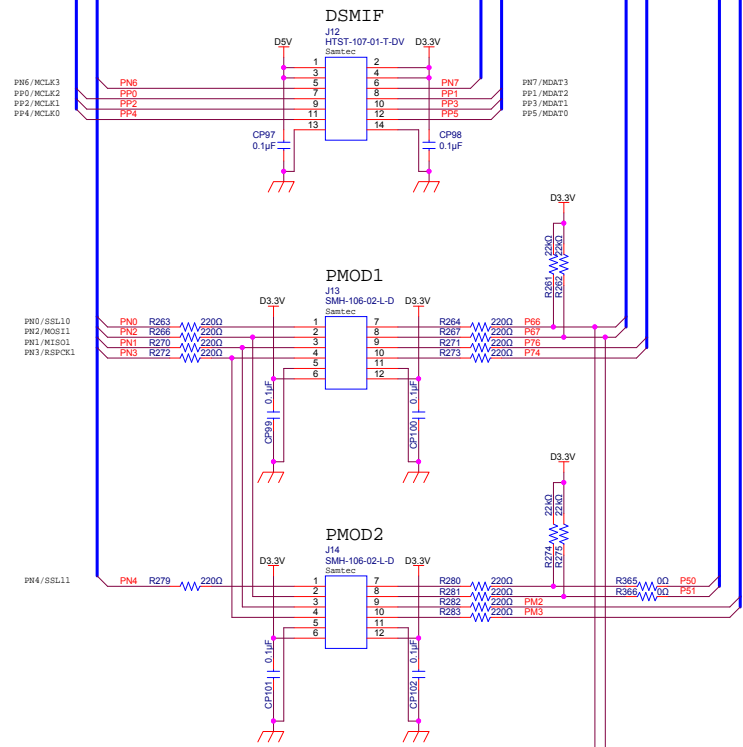 DSMIF
J12
D5V HTST-107-01-T-DV D3.3V
Samtec
1 2
3 4
PN6/MCLK3 PN6 5 6 PN7 PN7/MDAT3
PP0/MCLK2 PP0 7 8 PP1 PP1/MDAT2
PP2/MCLK1 PP2 9 10 PP3 PP3/MDAT1
PP4/MCLK0 PP4 11 12 PP5 PP5/MDAT0
13 14
CP97 CP98
0.1µF 0.1µF
D3.3V
22kΩ 22kΩ
R261 R262
PMOD1
J13
D3.3V SMH-106-02-L-D D3.3V
Samtec
PN0/SSL10 PN0 R263 220Ω 1 7 R264 220Ω P66
PN2/MOSI1 PN2 R266 220Ω 2 8 R267 220Ω P67
PN1/MISO1 PN1 R270 220Ω 3 9 R271 220Ω P76
PN3/RSPCK1 PN3 R272 220Ω 4 10 R273 220Ω P74
5 11
6 12
0.1µF 0.1µF
CP99 CP100
D3.3V
22kΩ 22kΩ
R274 R275
PMOD2
J14
D3.3V SMH-106-02-L-D D3.3V
Samtec
PN4/SSL11 PN4 R279 220Ω 1 7 R280 220Ω R365 0Ω P50
2 8 R281 220Ω R366 0Ω P51
3 9 R282 220Ω PM2
4 10 R283 220Ω PM3
5 11
6 12
0.1µF 0.1µF
CP101 CP102